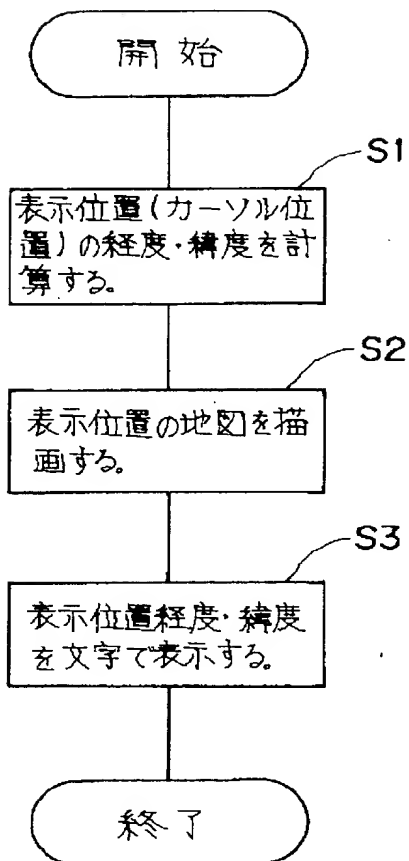 開始
S1
表示位置(カーソル位
置)の経度・緯度を計
算する。
S2
表示位置の地図を描
画する。
S3
表示位置経度・緯度
を文字で表示する。
終了